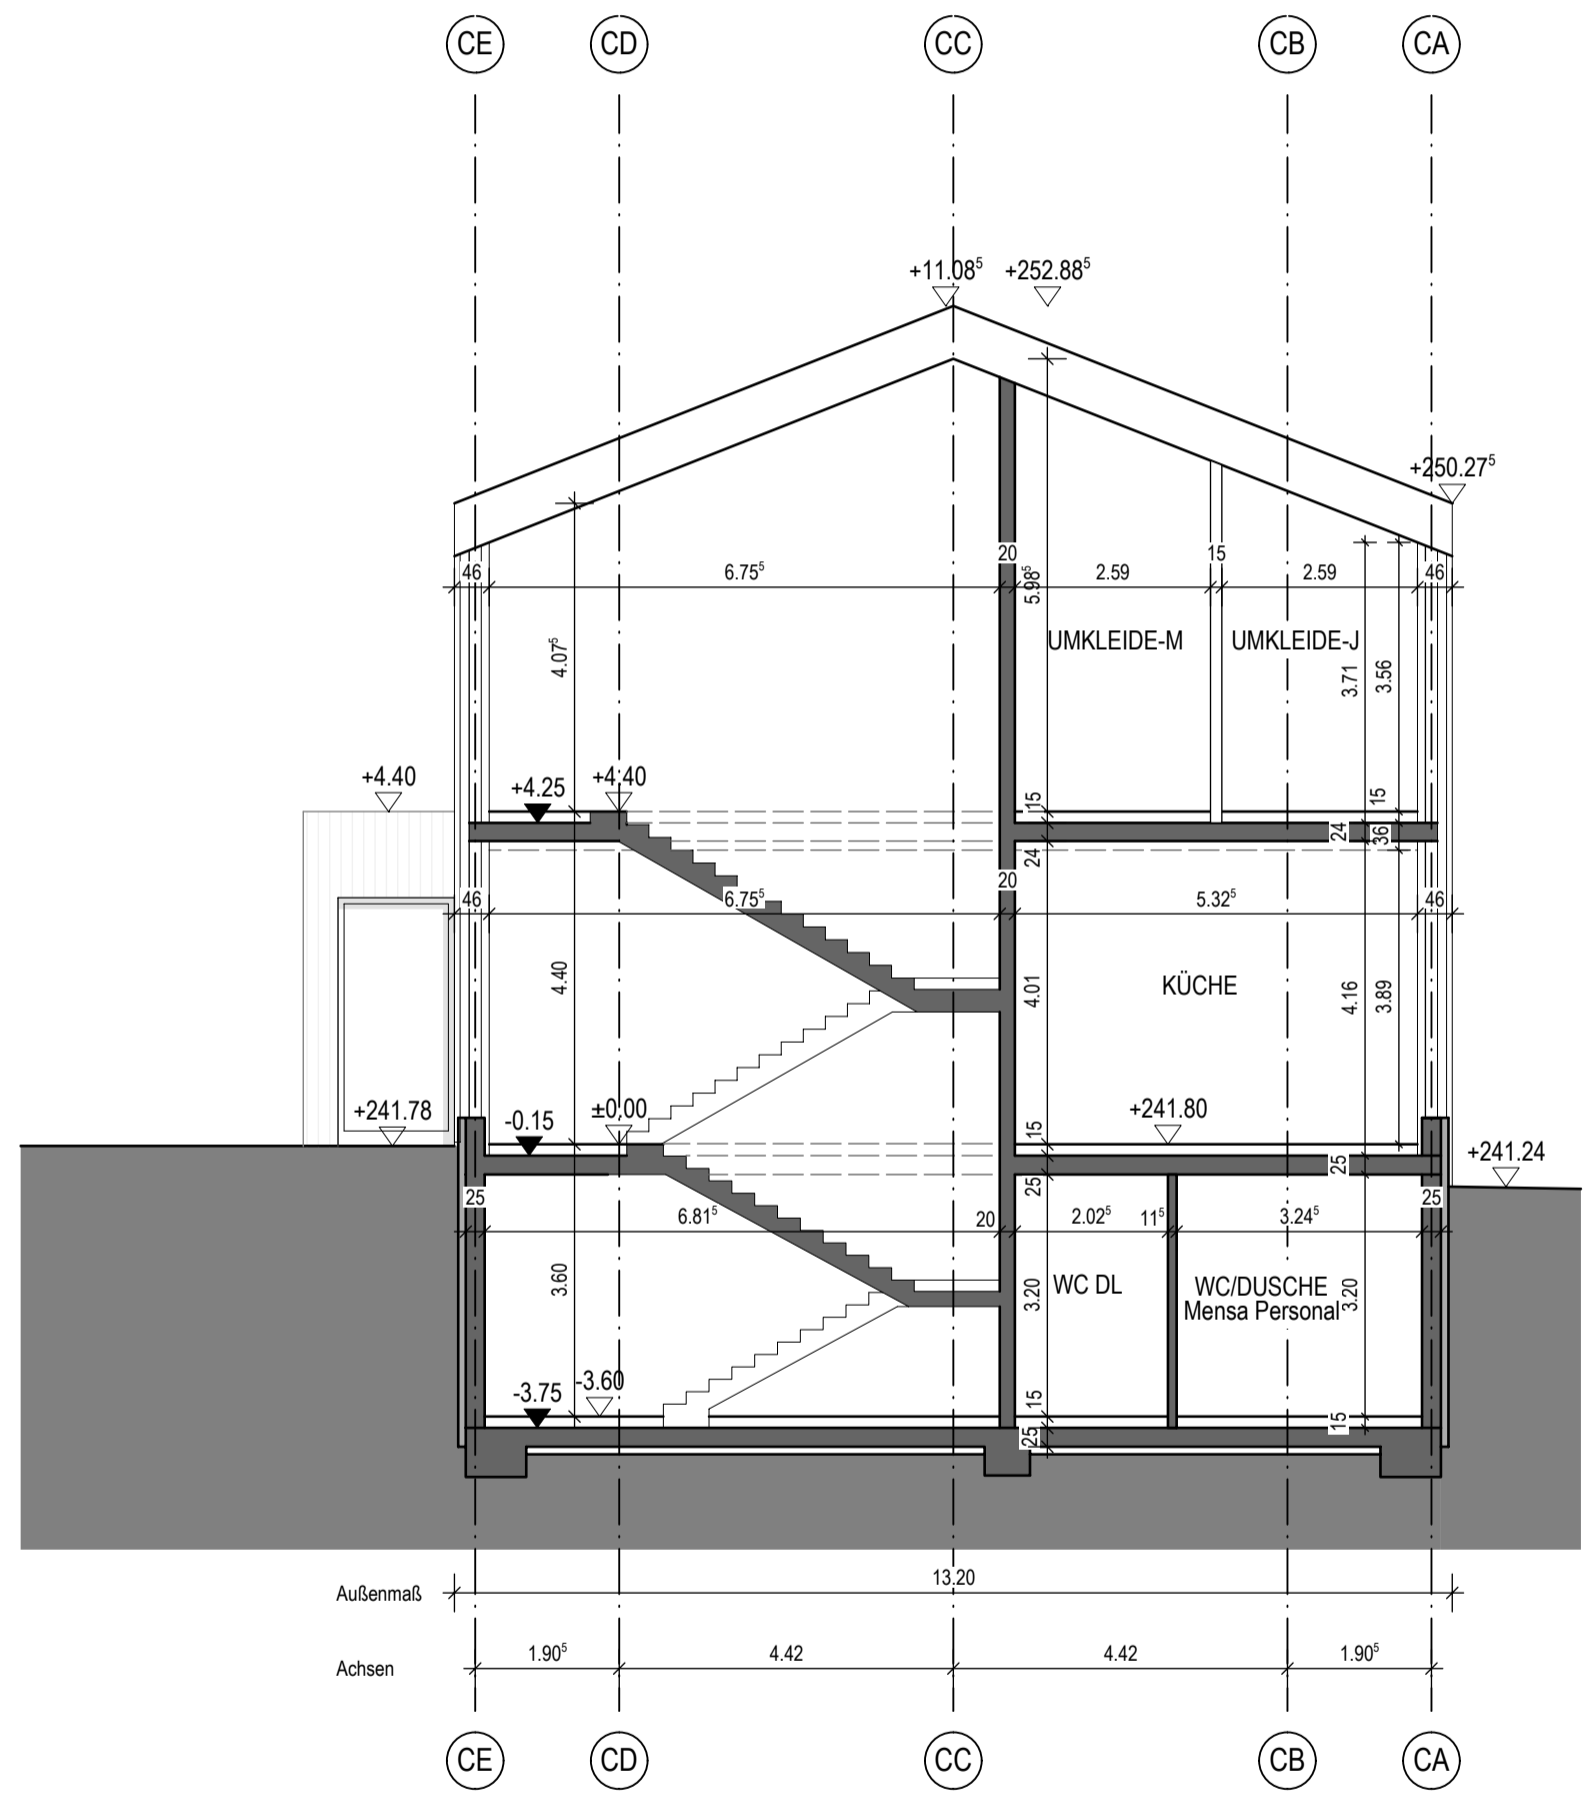 CE CD CC CB CA
+11.08⁵ +252.88⁵
+250.27⁵
20 15
46 6.75⁵ 5.98⁵ 2.59 2.59 46
4.07⁵ UMKLEIDE-M UMKLEIDE-J
3.71 3.56
+4.40 +4.25 +4.40
15 15
24 24 36
20
46 6.75⁵ 5.32⁵ 46
4.40 4.01 KÜCHE 4.16 3.89
+241.78 -0.15 ±0.00 15 +241.80
+241.24
25 25 25 25
6.81⁵ 20 2.02⁵ 11⁵ 3.24⁵
3.60 3.20 WC DL WC/DUSCHE
Mensa Personal 3.20
-3.75 -3.60 15 15
25
Außenmaß 13.20
Achsen 1.90⁵ 4.42 4.42 1.90⁵
CE CD CC CB CA